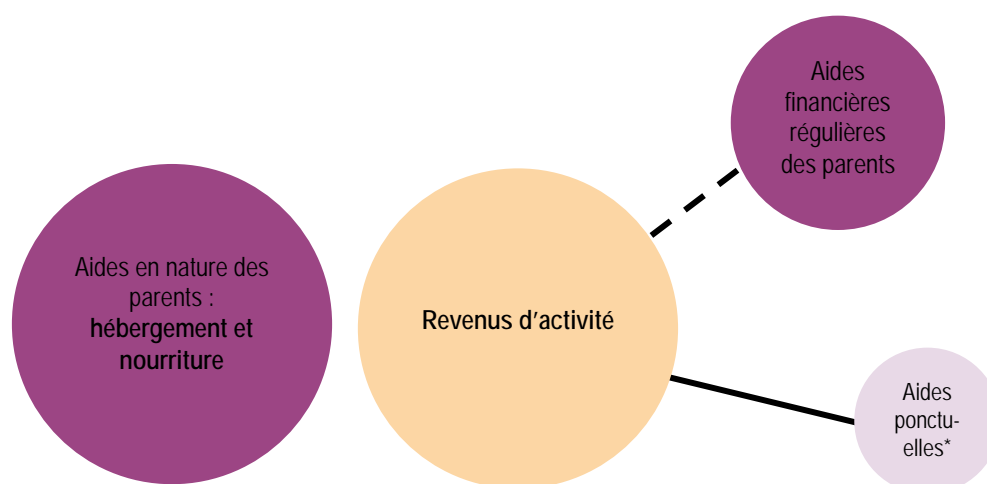 Aides
financières
régulières
des parents
Aides en nature des
parents :
hébergement et
nourriture
Revenus d'activité
Aides
ponctu-
elles*